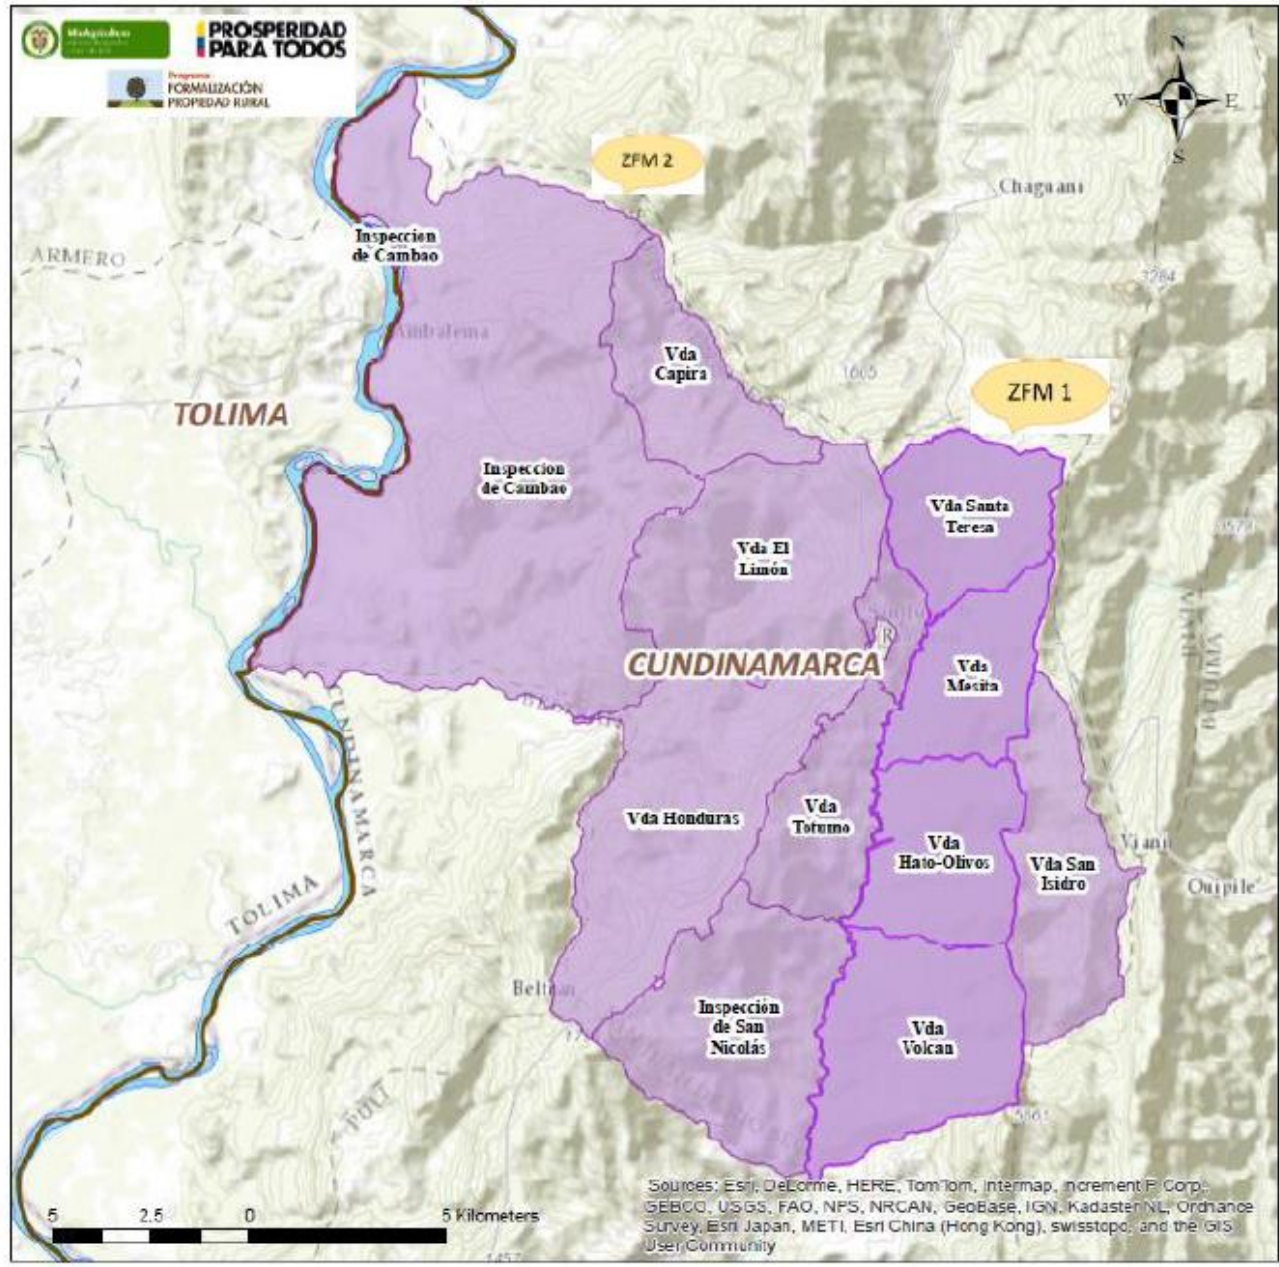 MinAgricultura
PROSPERIDAD
PARA TODOS
Programa
FORMALIZACIÓN
PROPIEDAD RURAL
N
W
E
S
ZFM 2
Chaguani
Inspeccion
de Cambao
ARMERO
3284
Ambalema
Vda
Capira
1665
ZFM 1
TOLIMA
Inspeccion
de Cambao
Vda Santa
Teresa
Vda El
Limón
R
CUNDINAMARCA
Vda
Mesita
CUNDINAMARCA
Vda Honduras
Vda
Totumo
Vda
Hato-Olivos
Viani
Vda San
Isidro
Quipile
TOLIMA
Beltran
Inspección
de San
Nicolás
Vda
Volcan
PULI
5
2.5
0
5 Kilometers
Sources: Esri, DeLorme, HERE, TomTom, Intermap, increment P Corp.,
GEBCO, USGS, FAO, NPS, NRCAN, GeoBase, IGN, Kadaster NL, Ordnance
Survey, Esri Japan, METI, Esri China (Hong Kong), swisstopo, and the GIS
User Community